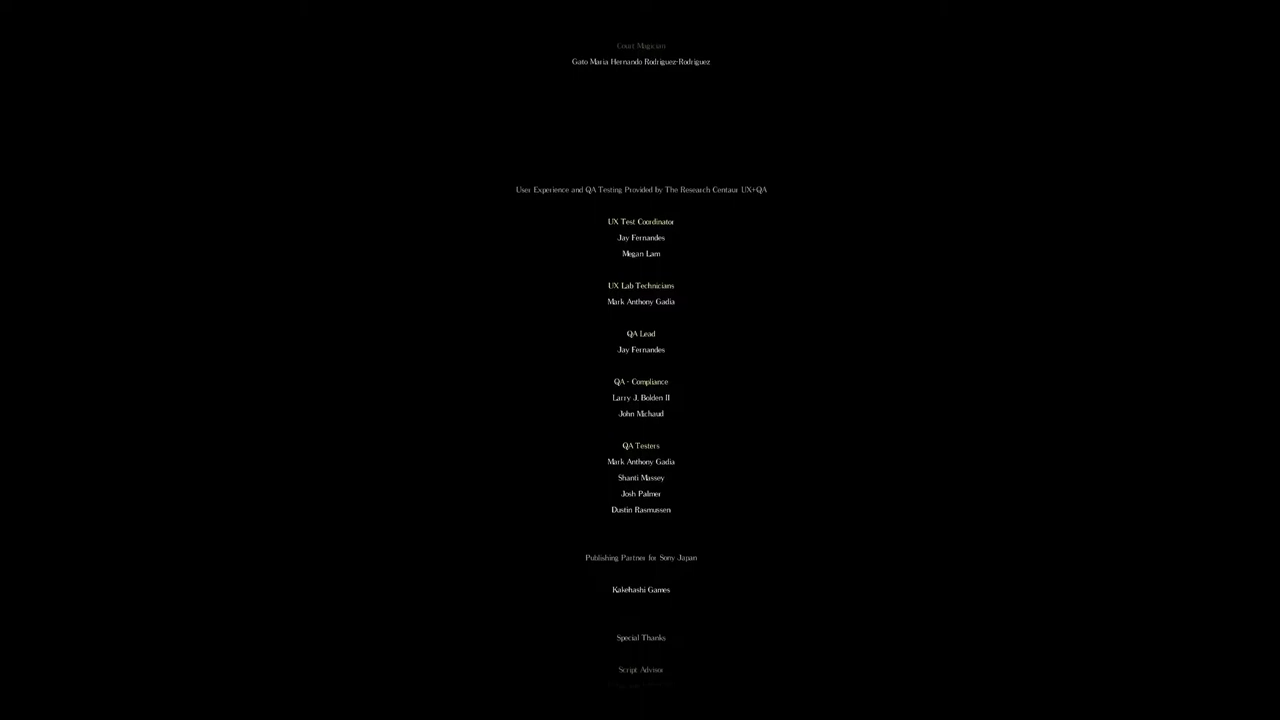 Court Magician
Gato Maria Hernando Rodriguez-Rodriguez
User Experience and QA Testing Provided by The Research Centaur UX+QA
UX Test Coordinator
Jay Fernandes
Megan Lam
UX Lab Technicians
Mark Anthony Gadia
QA Lead
Jay Fernandes
QA - Compliance
Larry J. Bolden II
John Michaud
QA Testers
Mark Anthony Gadia
Shanti Massey
Josh Palmer
Dustin Rasmussen
Publishing Partner for Sony Japan
Kakehashi Games
Special Thanks
Script Advisor